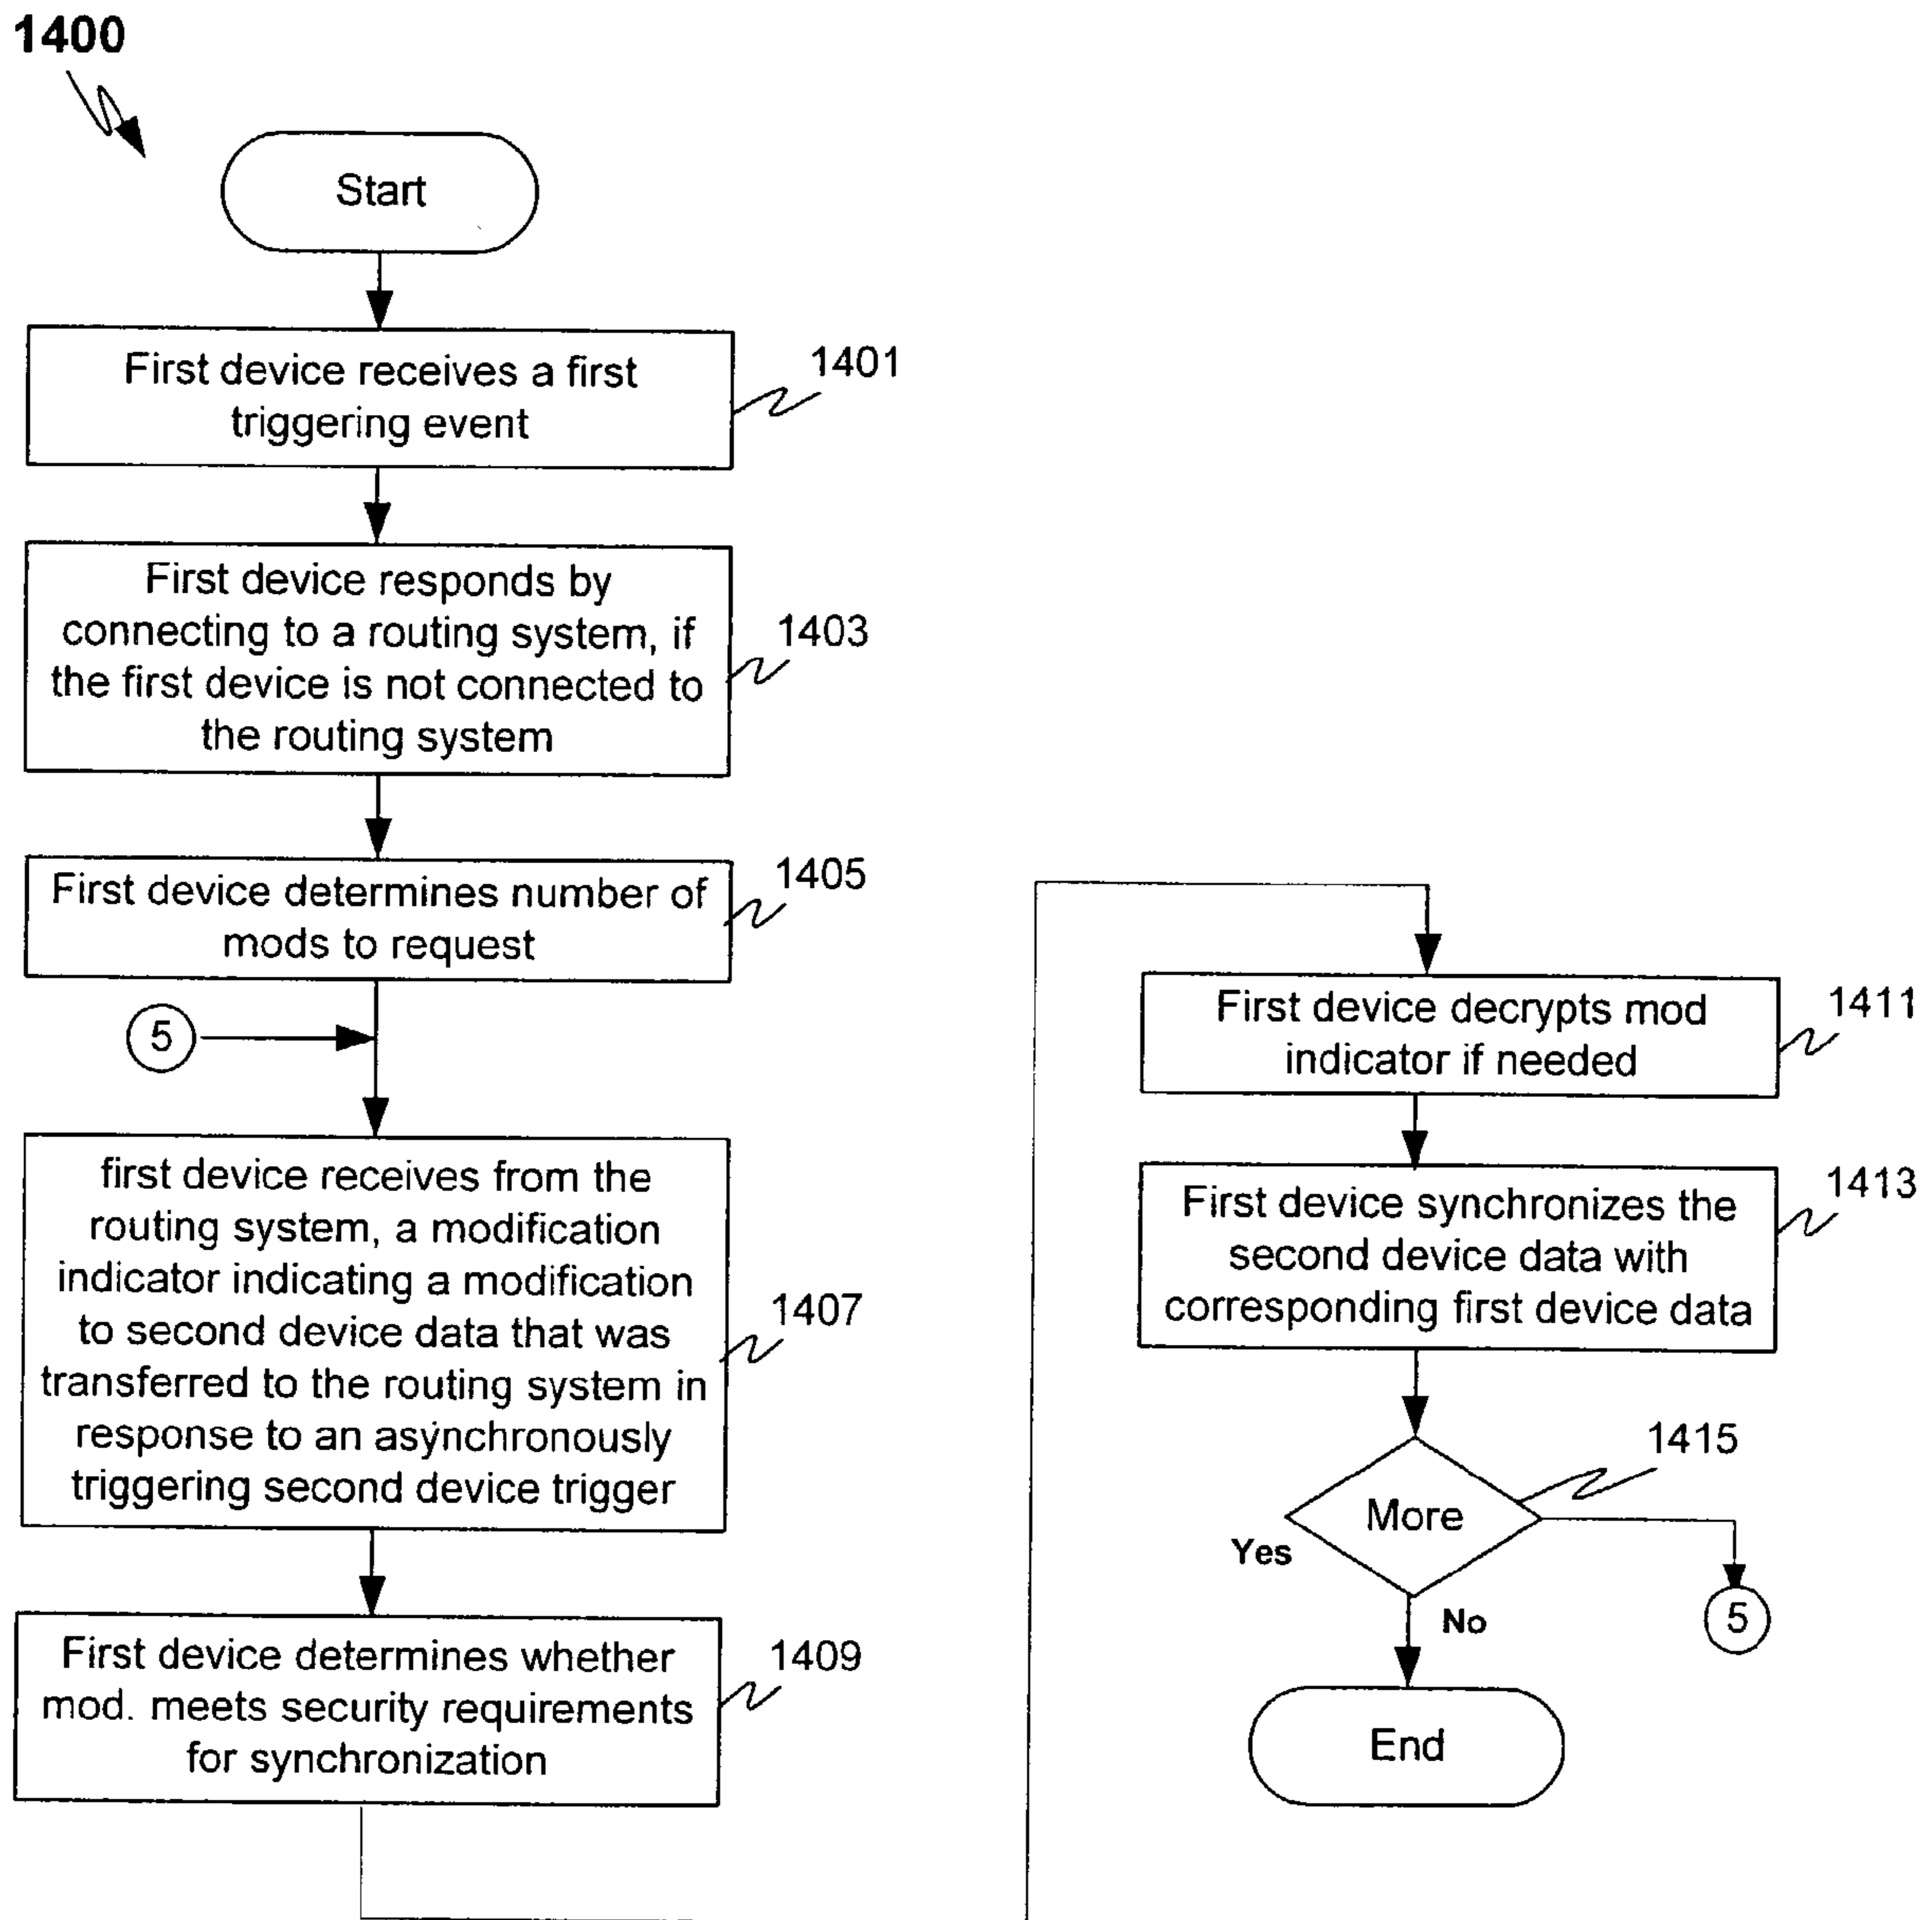 1400
Start
First device receives a first
triggering event
1401
First device responds by
connecting to a routing system, if
the first device is not connected to
the routing system
1403
First device determines number of
mods to request
1405
5
first device receives from the
routing system, a modification
indicator indicating a modification
to second device data that was
transferred to the routing system in
response to an asynchronously
triggering second device trigger
1407
First device determines whether
mod. meets security requirements
for synchronization
1409
First device decrypts mod
indicator if needed
1411
First device synchronizes the
second device data with
corresponding first device data
1413
More
1415
Yes
No
5
End